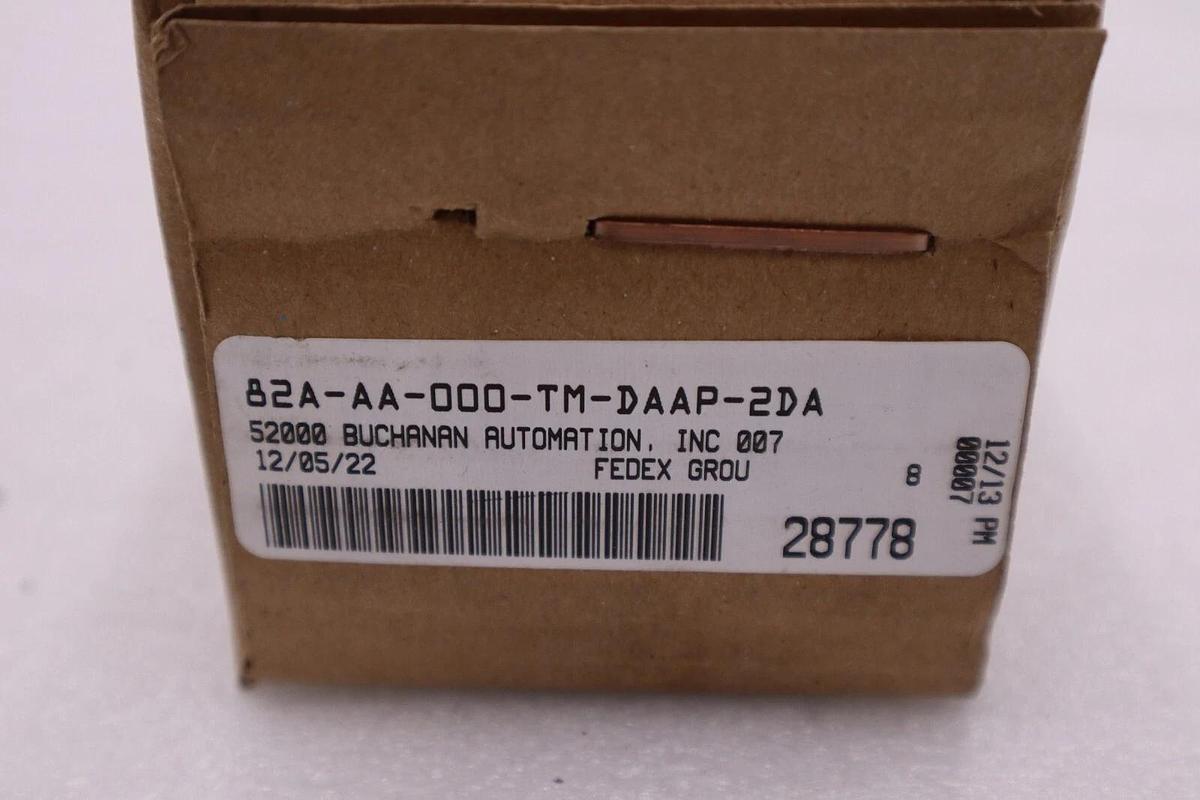 82A-AA-000-TM-DAAP-2DA
52000 BUCHANAN AUTOMATION, INC 007
12/05/22 FEDEX GROU 8
28778
12/13 PM
00007